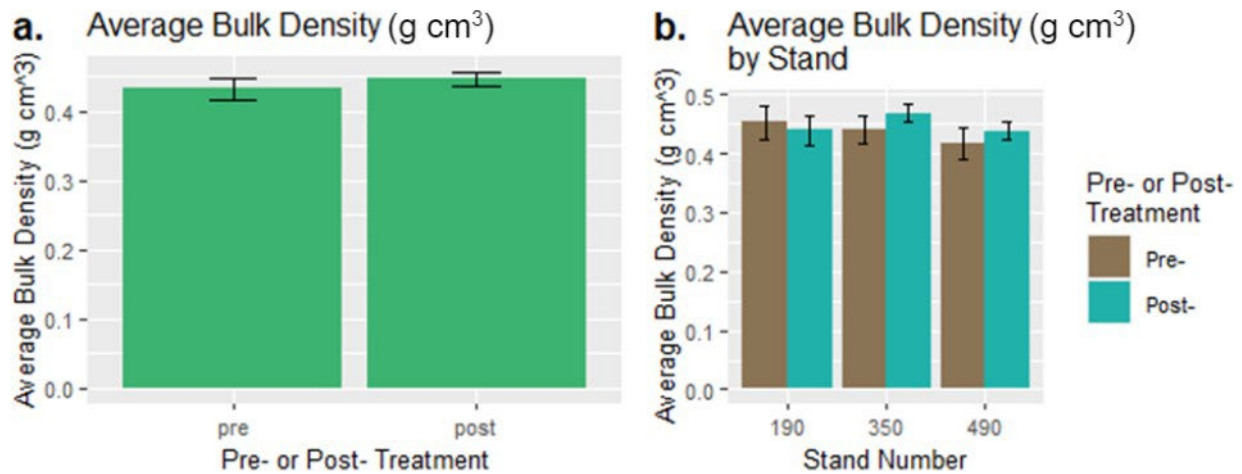 a. Average Bulk Density (g cm³)
Average Bulk Density (g cm^3)
0.4
0.3
0.2
0.1
0.0
pre post
Pre- or Post- Treatment
b. Average Bulk Density (g cm³)
by Stand
Average Bulk Density (g cm^3)
0.5
0.4
0.3
0.2
0.1
0.0
190 350 490
Stand Number
Pre- or Post-
Treatment
Pre-
Post-